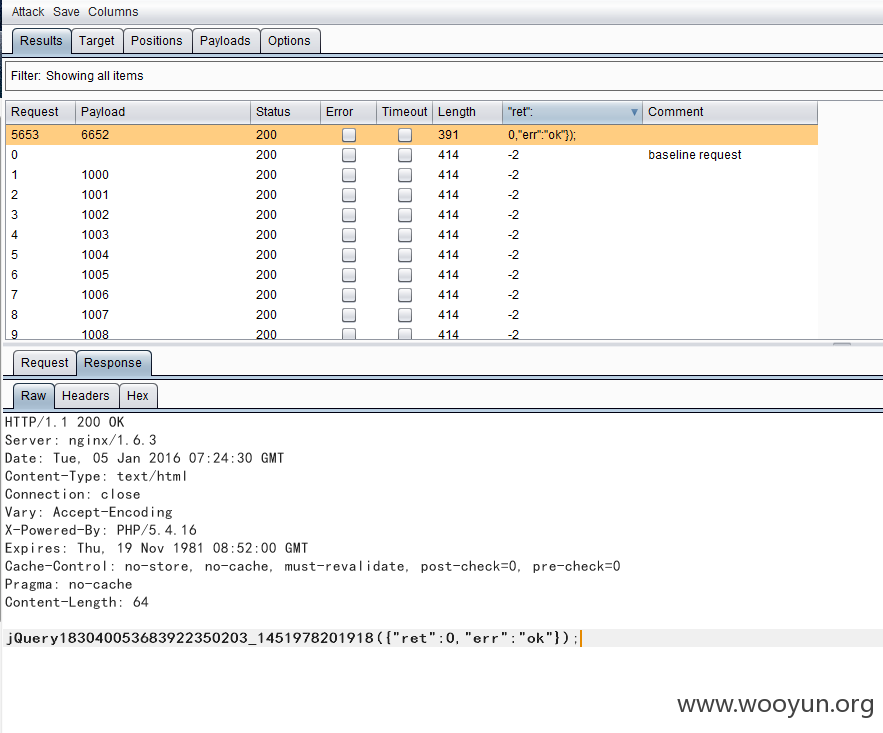 Attack Save Columns
Results Target Positions Payloads Options
Filter: Showing all items
Request Payload Status Error Timeout Length "ret": Comment
5653 6652 200 391 0,"err":"ok"});
0 200 414 -2 baseline request
1 1000 200 414 -2
2 1001 200 414 -2
3 1002 200 414 -2
4 1003 200 414 -2
5 1004 200 414 -2
6 1005 200 414 -2
7 1006 200 414 -2
8 1007 200 414 -2
9 1008 200 414 -2
Request Response
Raw Headers Hex
HTTP/1.1 200 OK
Server: nginx/1.6.3
Date: Tue, 05 Jan 2016 07:24:30 GMT
Content-Type: text/html
Connection: close
Vary: Accept-Encoding
X-Powered-By: PHP/5.4.16
Expires: Thu, 19 Nov 1981 08:52:00 GMT
Cache-Control: no-store, no-cache, must-revalidate, post-check=0, pre-check=0
Pragma: no-cache
Content-Length: 64
jQuery183040053683922350203_1451978201918({"ret":0,"err":"ok"});
www.wooyun.org